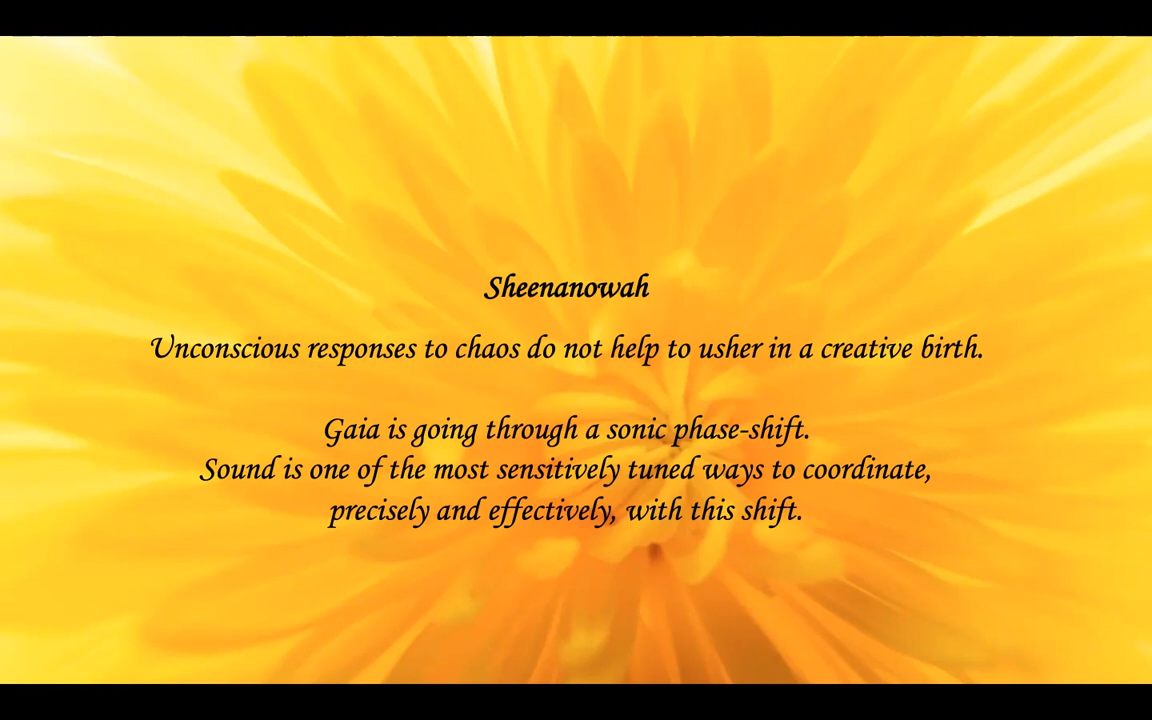 Sheenanowah
Unconscious responses to chaos do not help to usher in a creative birth.
Gaia is going through a sonic phase-shift.
Sound is one of the most sensitively tuned ways to coordinate,
precisely and effectively, with this shift.